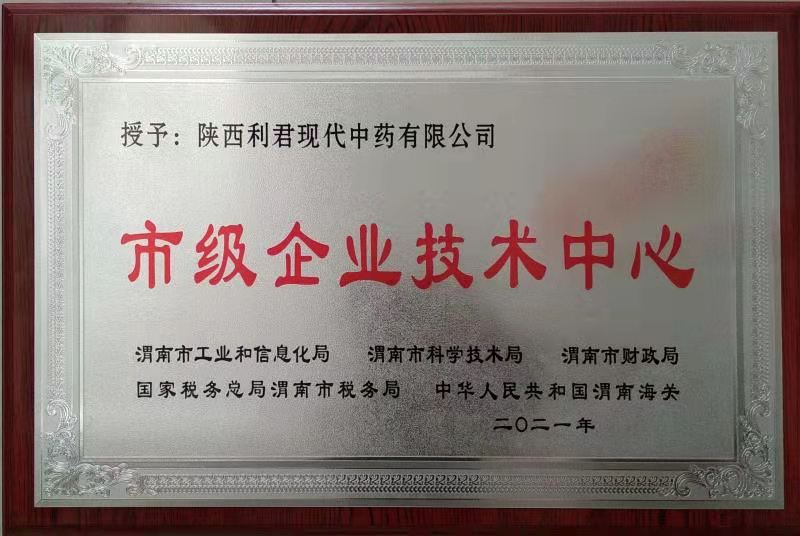 授予：陕西利君现代中药有限公司
市级企业技术中心
渭南市工业和信息化局 渭南市科学技术局 渭南市财政局
国家税务总局渭南市税务局 中华人民共和国渭南海关
二〇二一年